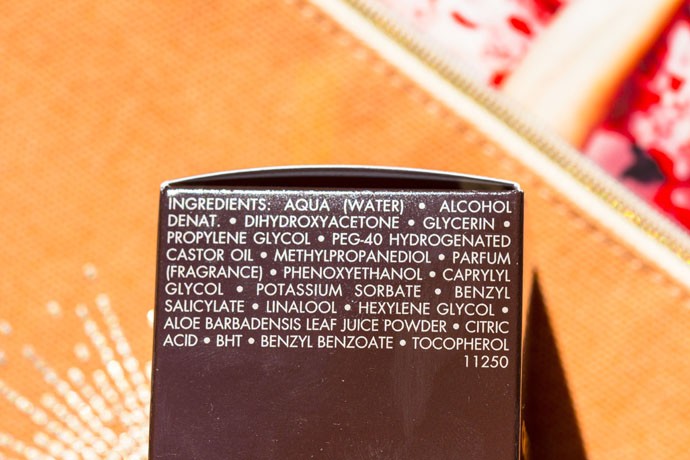 INGREDIENTS: AQUA (WATER) • ALCOHOL
DENAT. • DIHYDROXYACETONE • GLYCERIN •
PROPYLENE GLYCOL • PEG-40 HYDROGENATED
CASTOR OIL • METHYLPROPANEDIOL • PARFUM
(FRAGRANCE) • PHENOXYETHANOL • CAPRYLYL
GLYCOL • POTASSIUM SORBATE • BENZYL
SALICYLATE • LINALOOL • HEXYLENE GLYCOL •
ALOE BARBADENSIS LEAF JUICE POWDER • CITRIC
ACID • BHT • BENZYL BENZOATE • TOCOPHEROL
11250